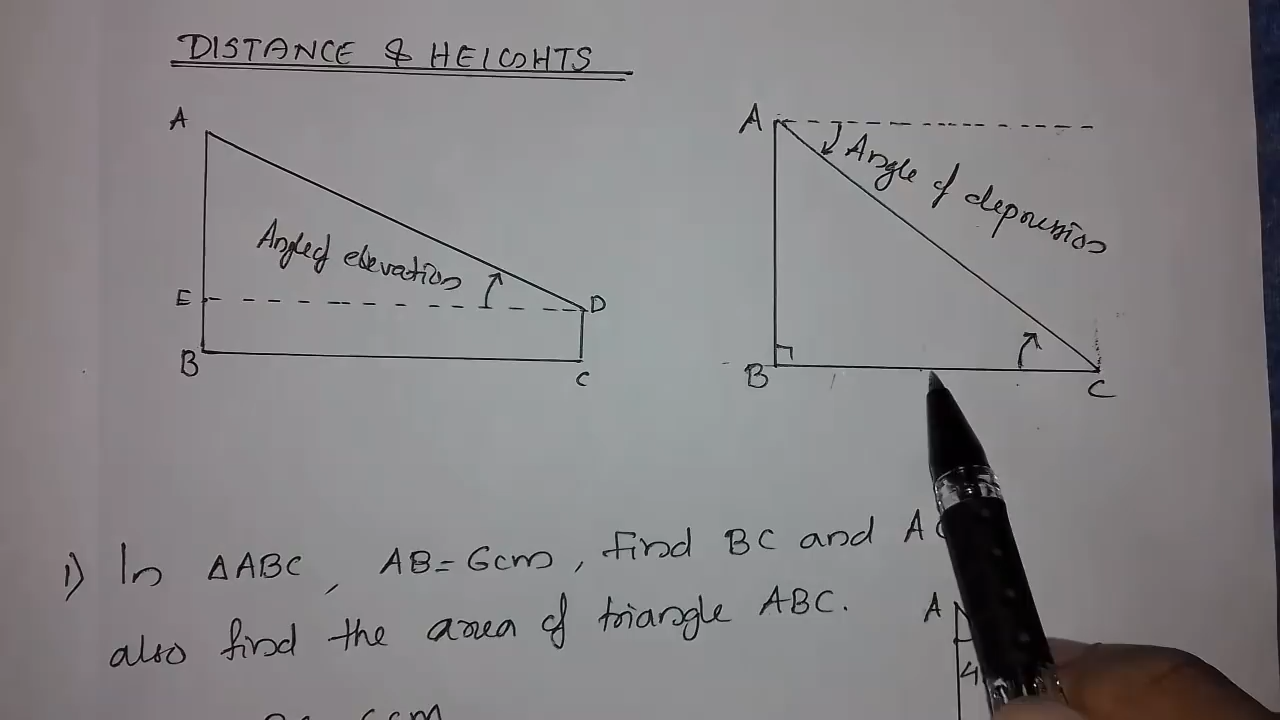 DISTANCE & HEIGHTS
A
Angle of elevation
E
D
B
C
A
Angle of depression
B
C
1) In ΔABC, AB = 6cm, find BC and A
also find the area of triangle ABC.
A
4
6cm